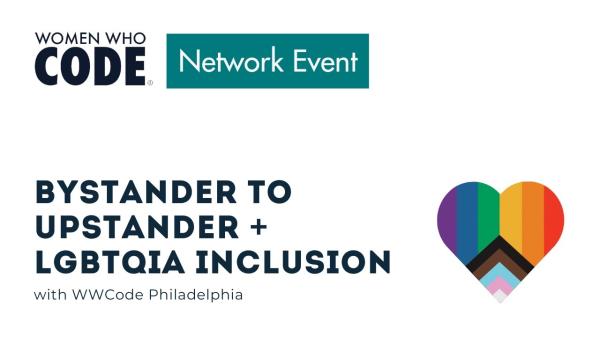 WOMEN WHO
CODE®
Network Event
BYSTANDER TO
UPSTANDER +
LGBTQIA INCLUSION
with WWCode Philadelphia